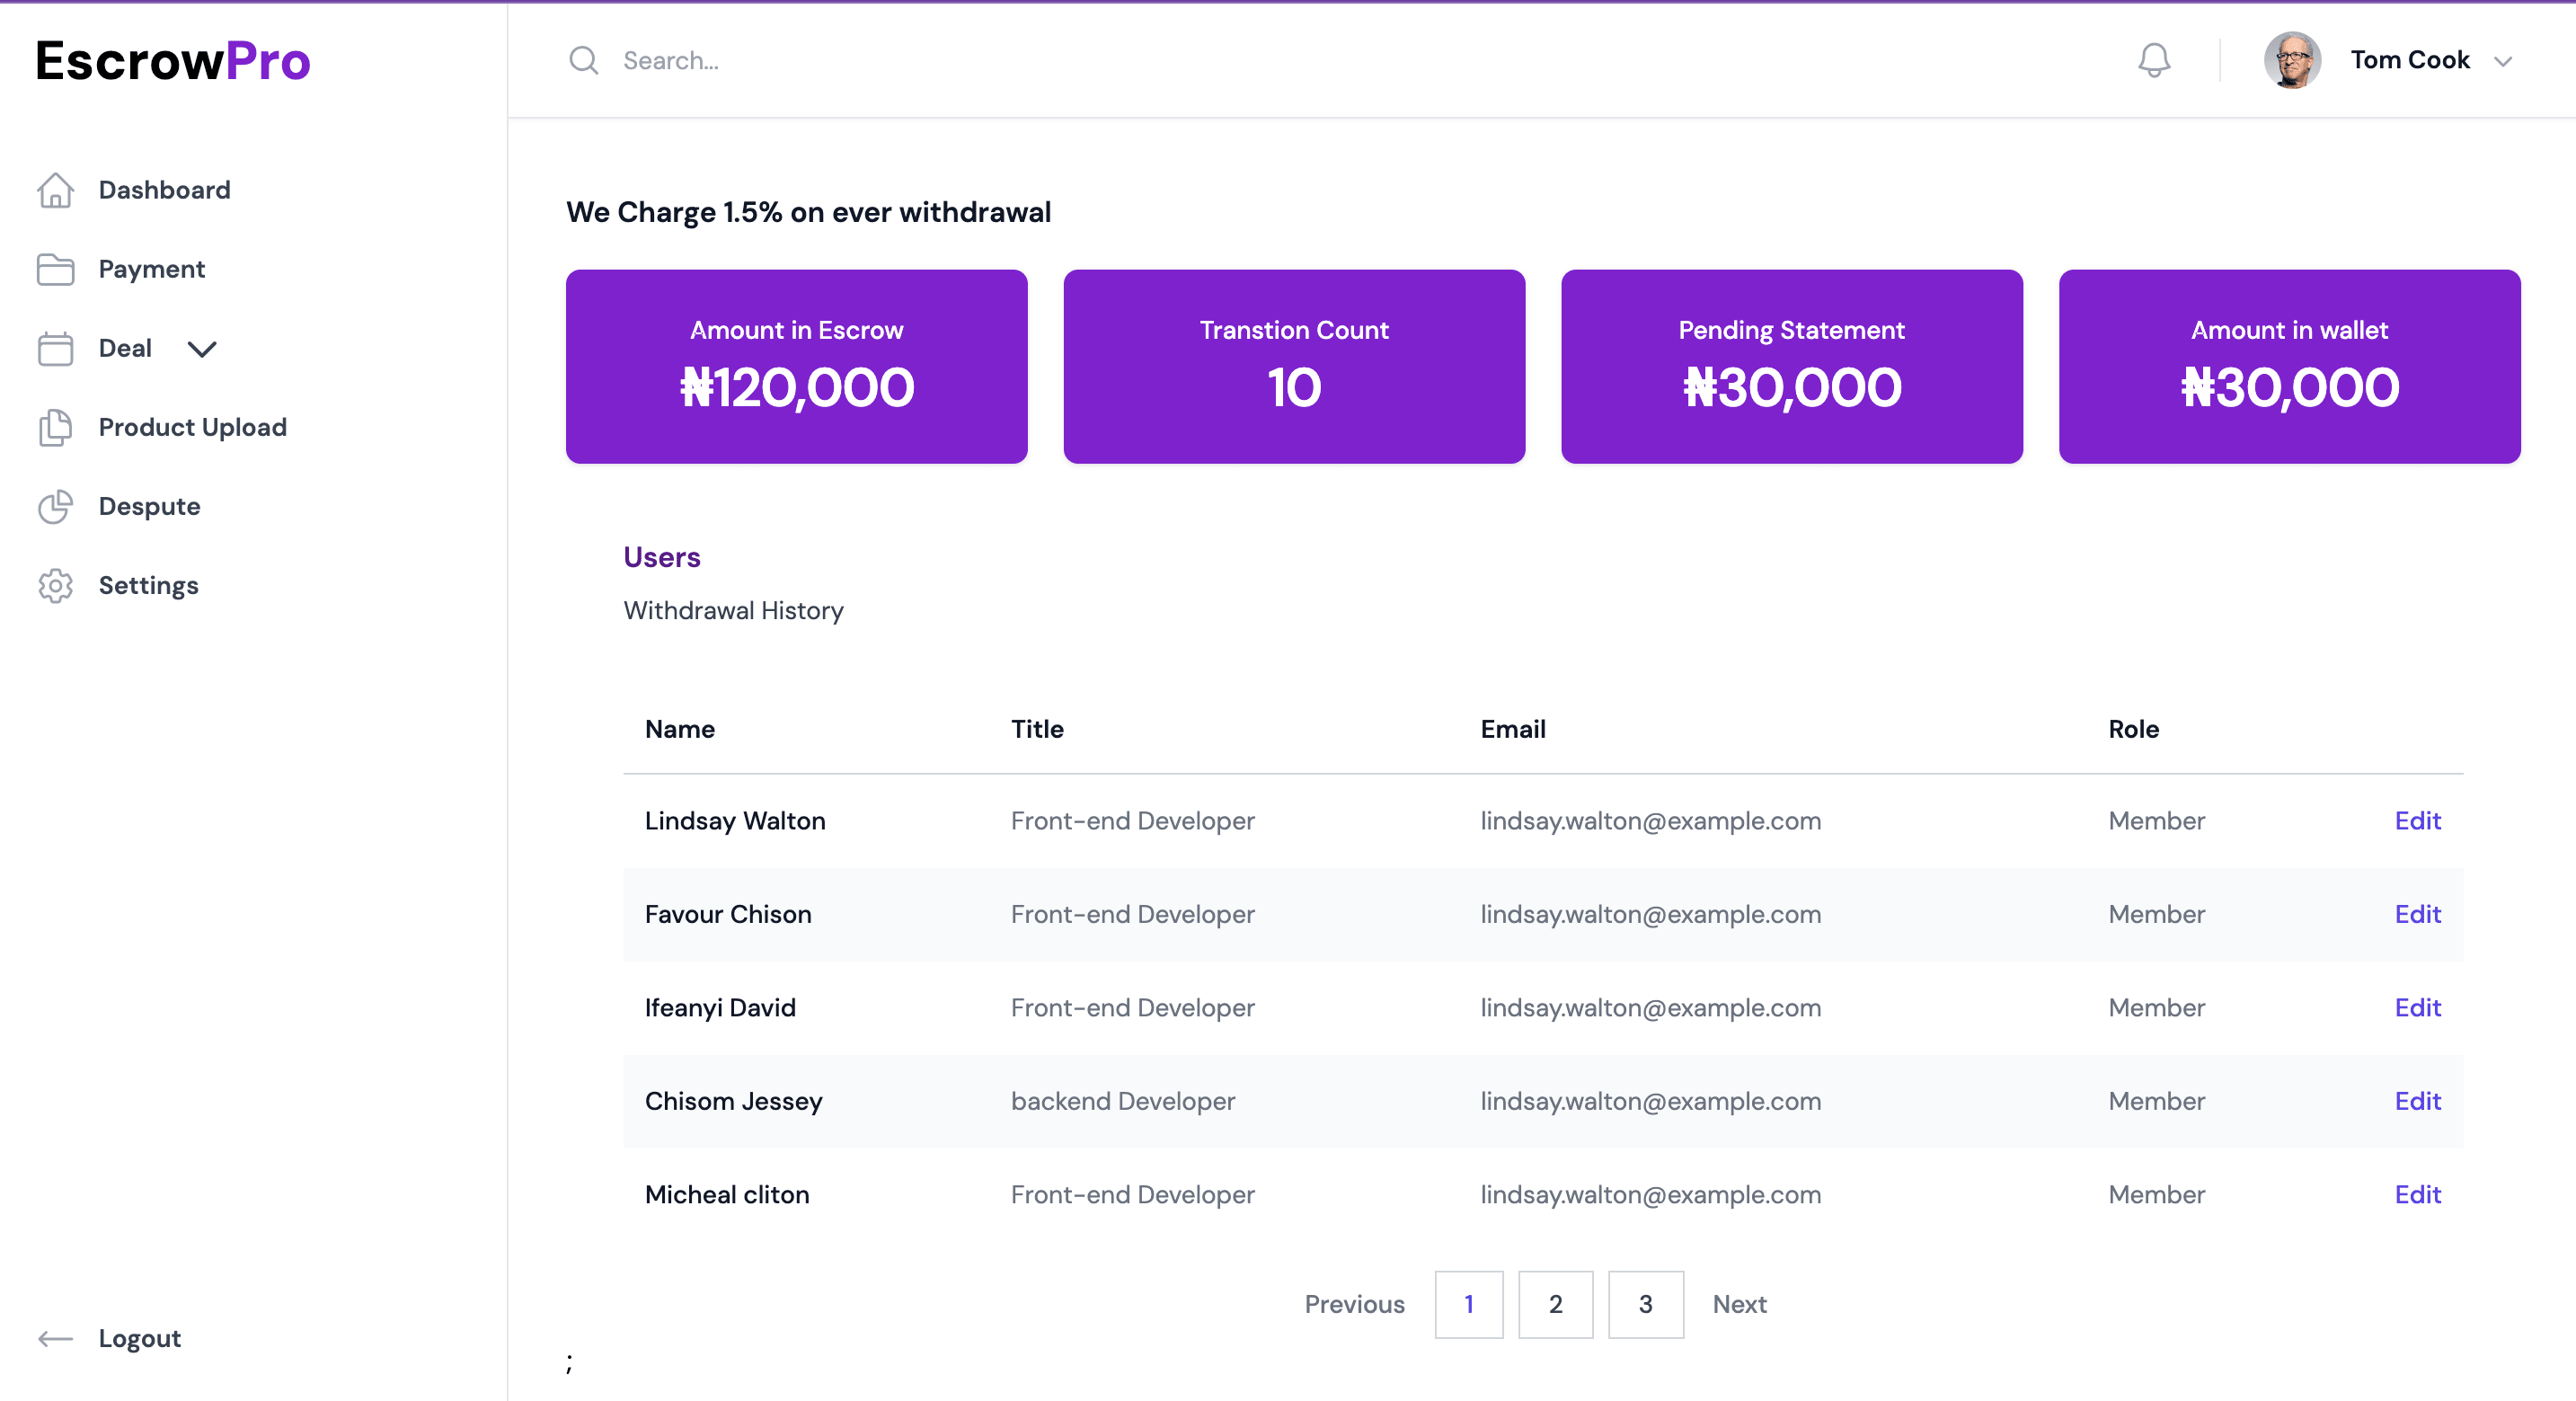 EscrowPro
Search...
Tom Cook
Dashboard
Payment
Deal
Product Upload
Despute
Settings
Logout
We Charge 1.5% on ever withdrawal
Amount in Escrow
₦120,000
Transtion Count
10
Pending Statement
₦30,000
Amount in wallet
₦30,000
Users
Withdrawal History
Name Title Email Role
Lindsay Walton Front-end Developer lindsay.walton@example.com Member Edit
Favour Chison Front-end Developer lindsay.walton@example.com Member Edit
Ifeanyi David Front-end Developer lindsay.walton@example.com Member Edit
Chisom Jessey backend Developer lindsay.walton@example.com Member Edit
Micheal cliton Front-end Developer lindsay.walton@example.com Member Edit
Previous 1 2 3 Next
;